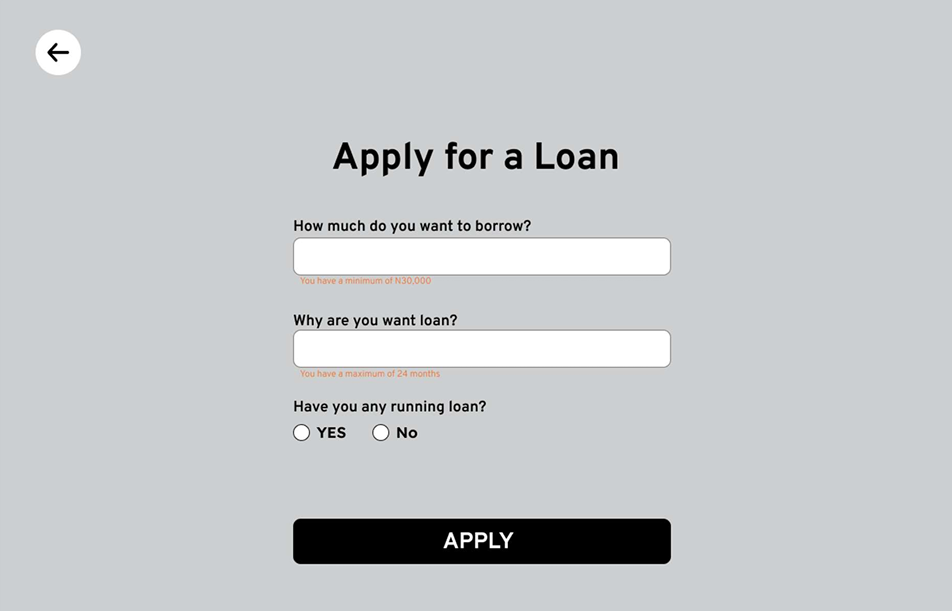 Apply for a Loan
How much do you want to borrow?
You have a minimum of N30,000
Why are you want loan?
You have a maximum of 24 months
Have you any running loan?
YES No
APPLY